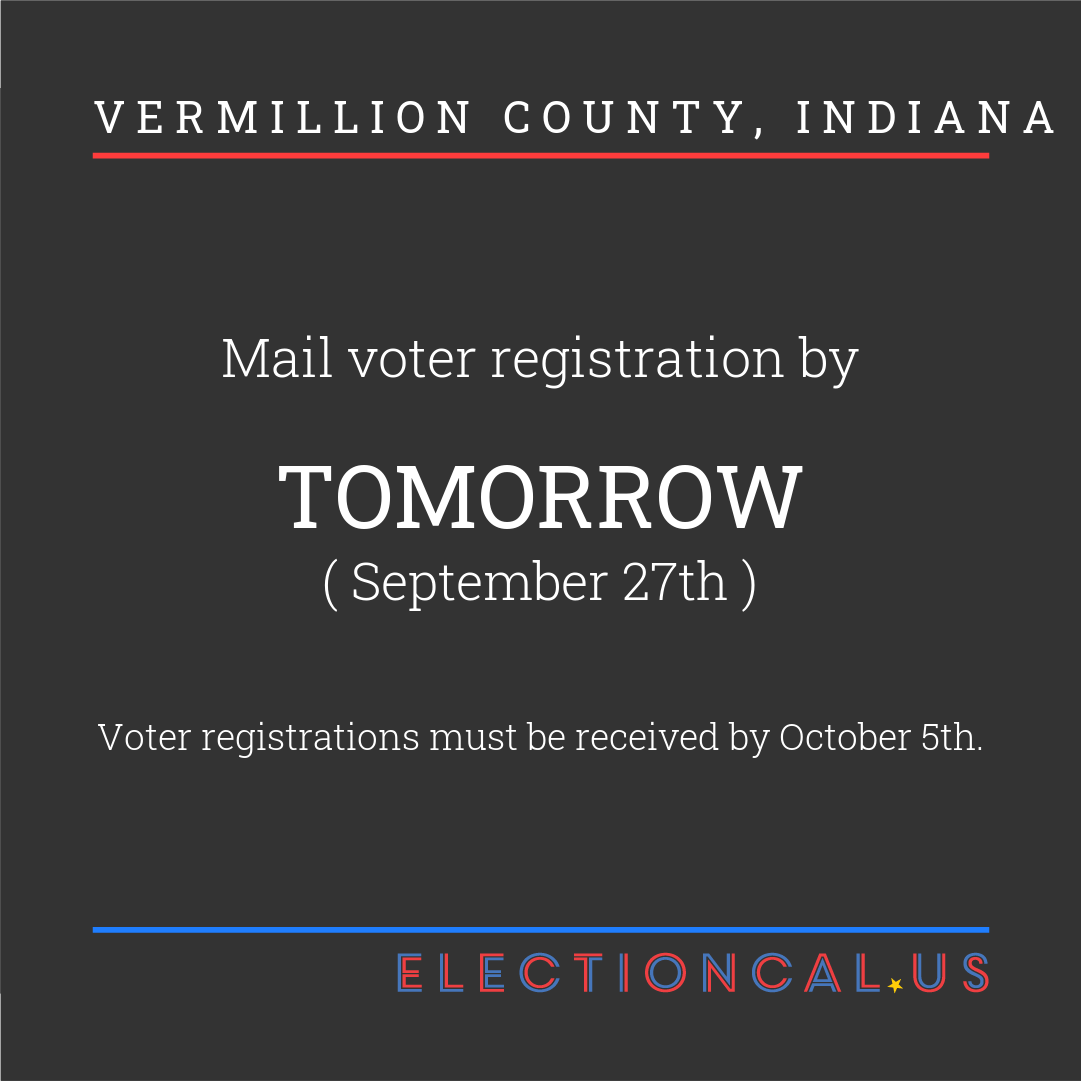 VERMILLION COUNTY, INDIANA
Mail voter registration by
TOMORROW
( September 27th )
Voter registrations must be received by October 5th.
ELECTIONCAL.US